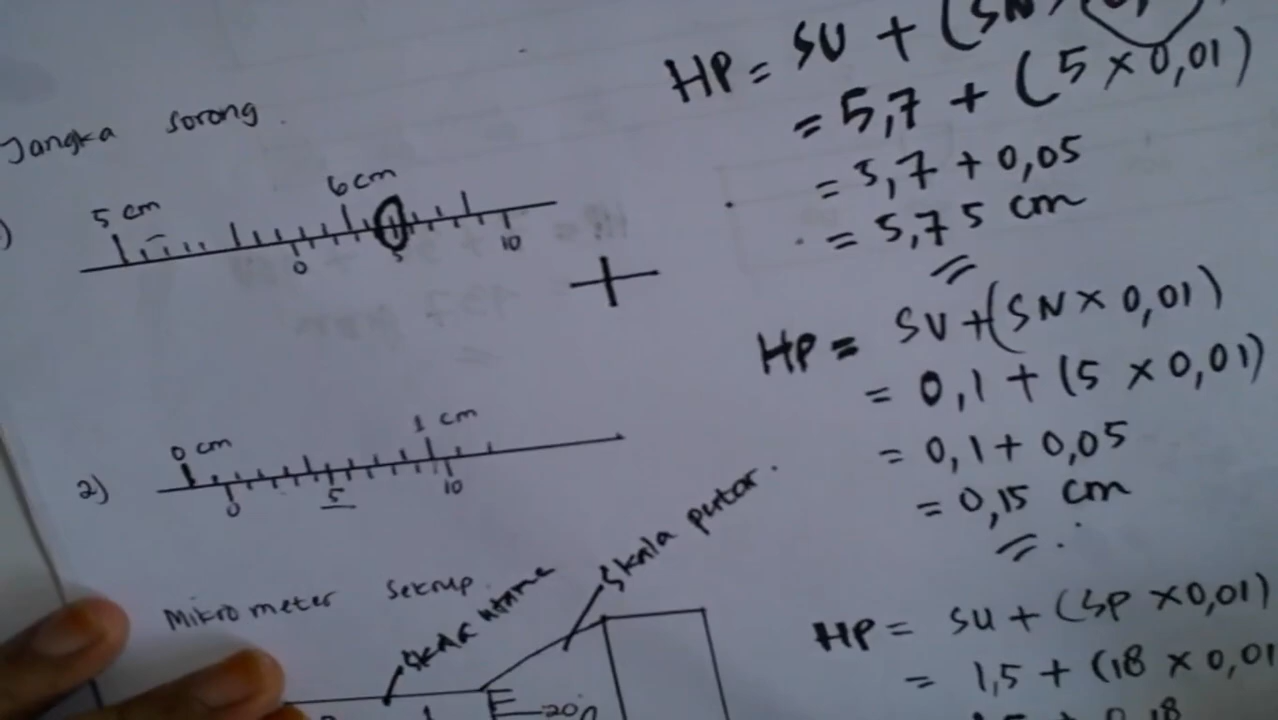 Jangka sorong.
5 cm
6 cm
0
5
10
HP = SU + (SN
= 5,7 + (5 × 0,01)
= 5,7 + 0,05
= 5,75 cm
2)
0 cm
1 cm
0
5
10
HP = SU + (SN × 0,01)
= 0,1 + (5 × 0,01)
= 0,1 + 0,05
= 0,15 cm
Mikrometer Sekrup.
Skala utama
Skala putar.
20
HP = SU + (SP × 0,01)
= 1,5 + (18 × 0,01